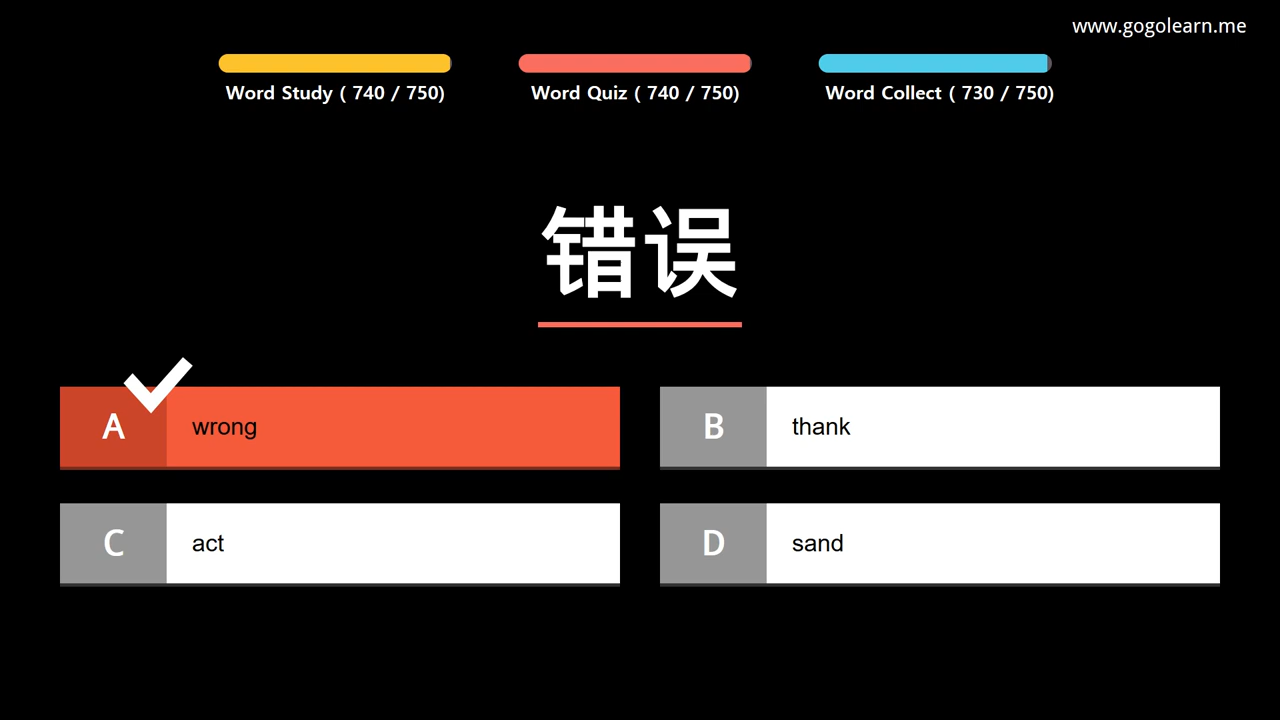 www.gogolearn.me
Word Study ( 740 / 750)
Word Quiz ( 740 / 750)
Word Collect ( 730 / 750)
错误
A wrong
B thank
C act
D sand